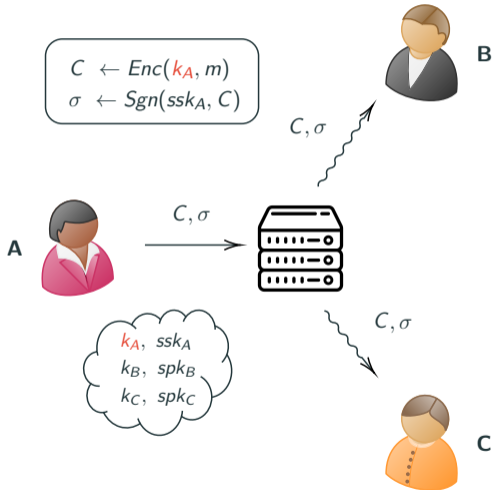 C ← Enc(k_A, m)
σ ← Sgn(ssk_A, C)
B
C, σ
C, σ
A
C, σ
k_A, ssk_A
k_B, spk_B
k_C, spk_C
C